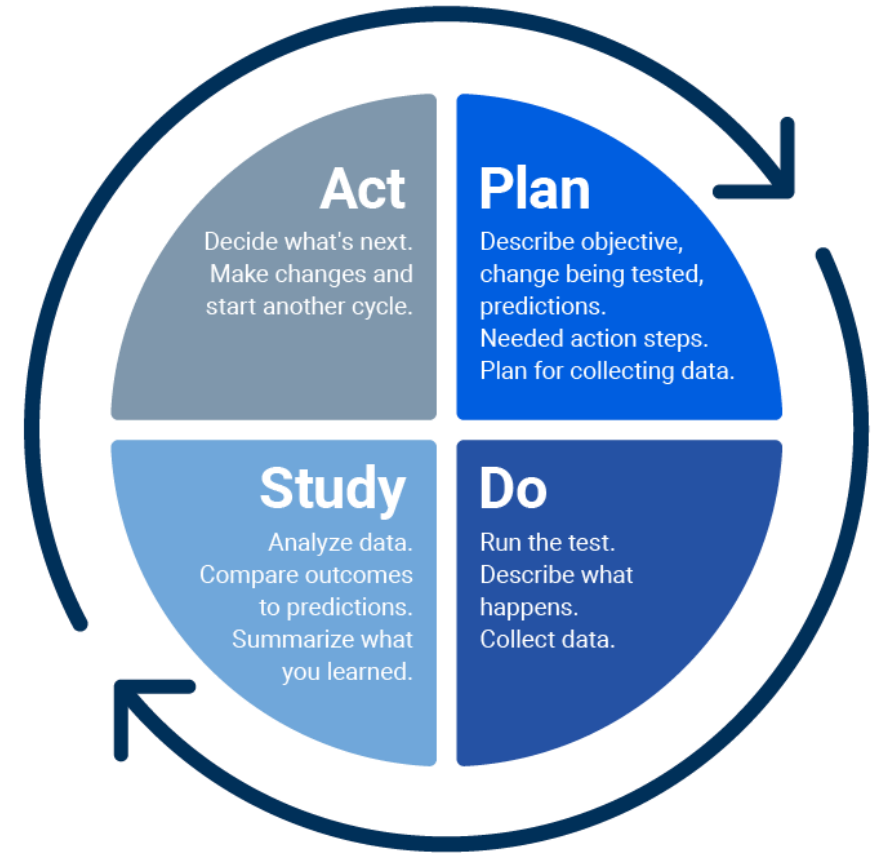 Act
Decide what's next.
Make changes and
start another cycle.
Plan
Describe objective,
change being tested,
predictions.
Needed action steps.
Plan for collecting data.
Study
Analyze data.
Compare outcomes
to predictions.
Summarize what
you learned.
Do
Run the test.
Describe what
happens.
Collect data.